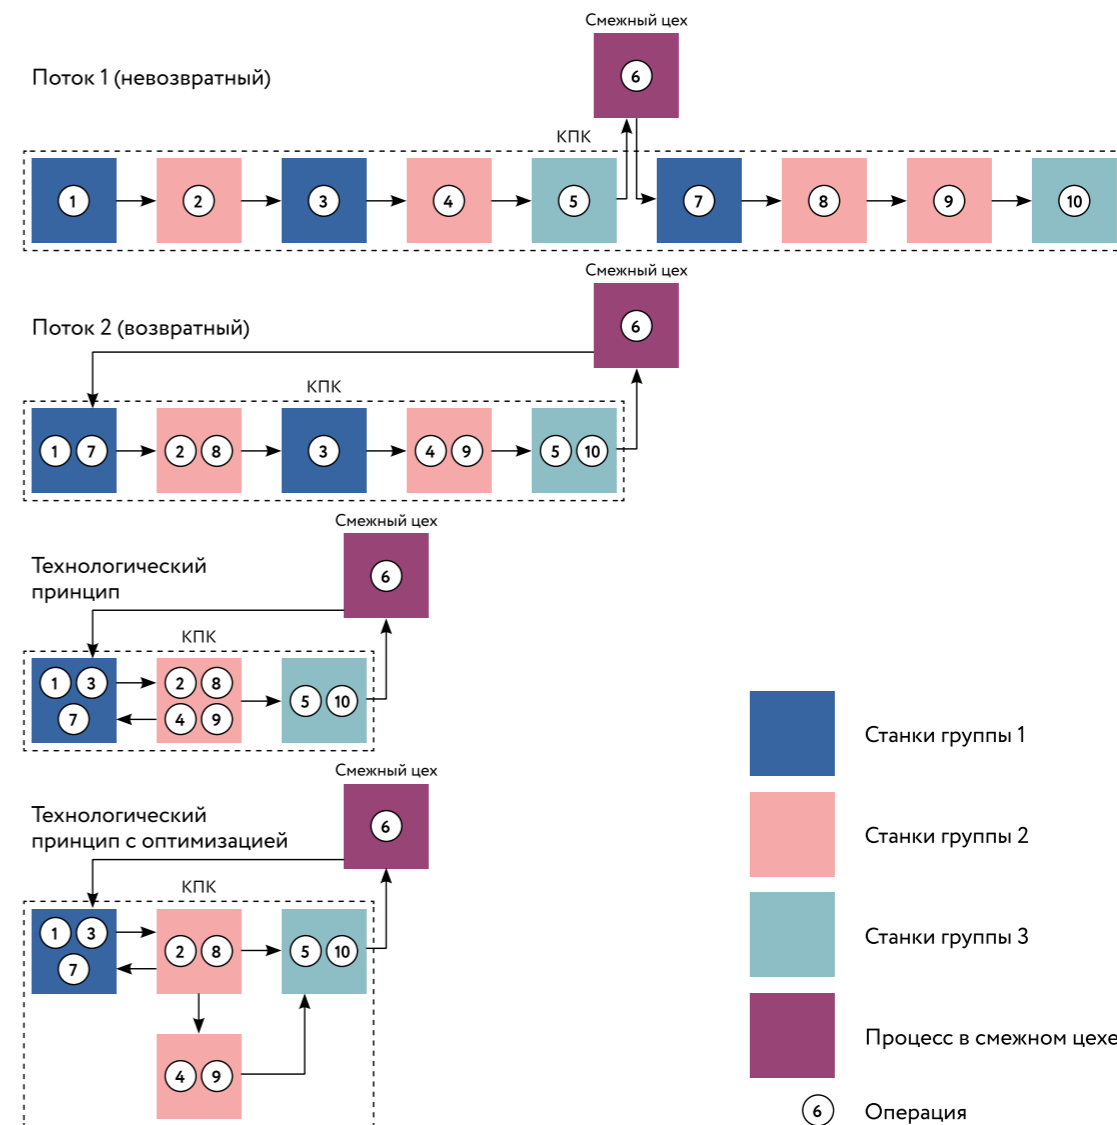 Смежный цех
6
Поток 1 (невозвратный)
КПК
1 2 3 4 5 7 8 9 10
Смежный цех
6
Поток 2 (возвратный)
КПК
1 7 2 8 3 4 9 5 10
Смежный цех
Технологический
принцип
6
КПК
1 3 2 8
5 10
7 4 9
Смежный цех
Технологический
принцип с оптимизацией
6
КПК
1 3
2 8 5 10
7
4 9
Станки группы 1
Станки группы 2
Станки группы 3
Процесс в смежном цехе
6 Операция